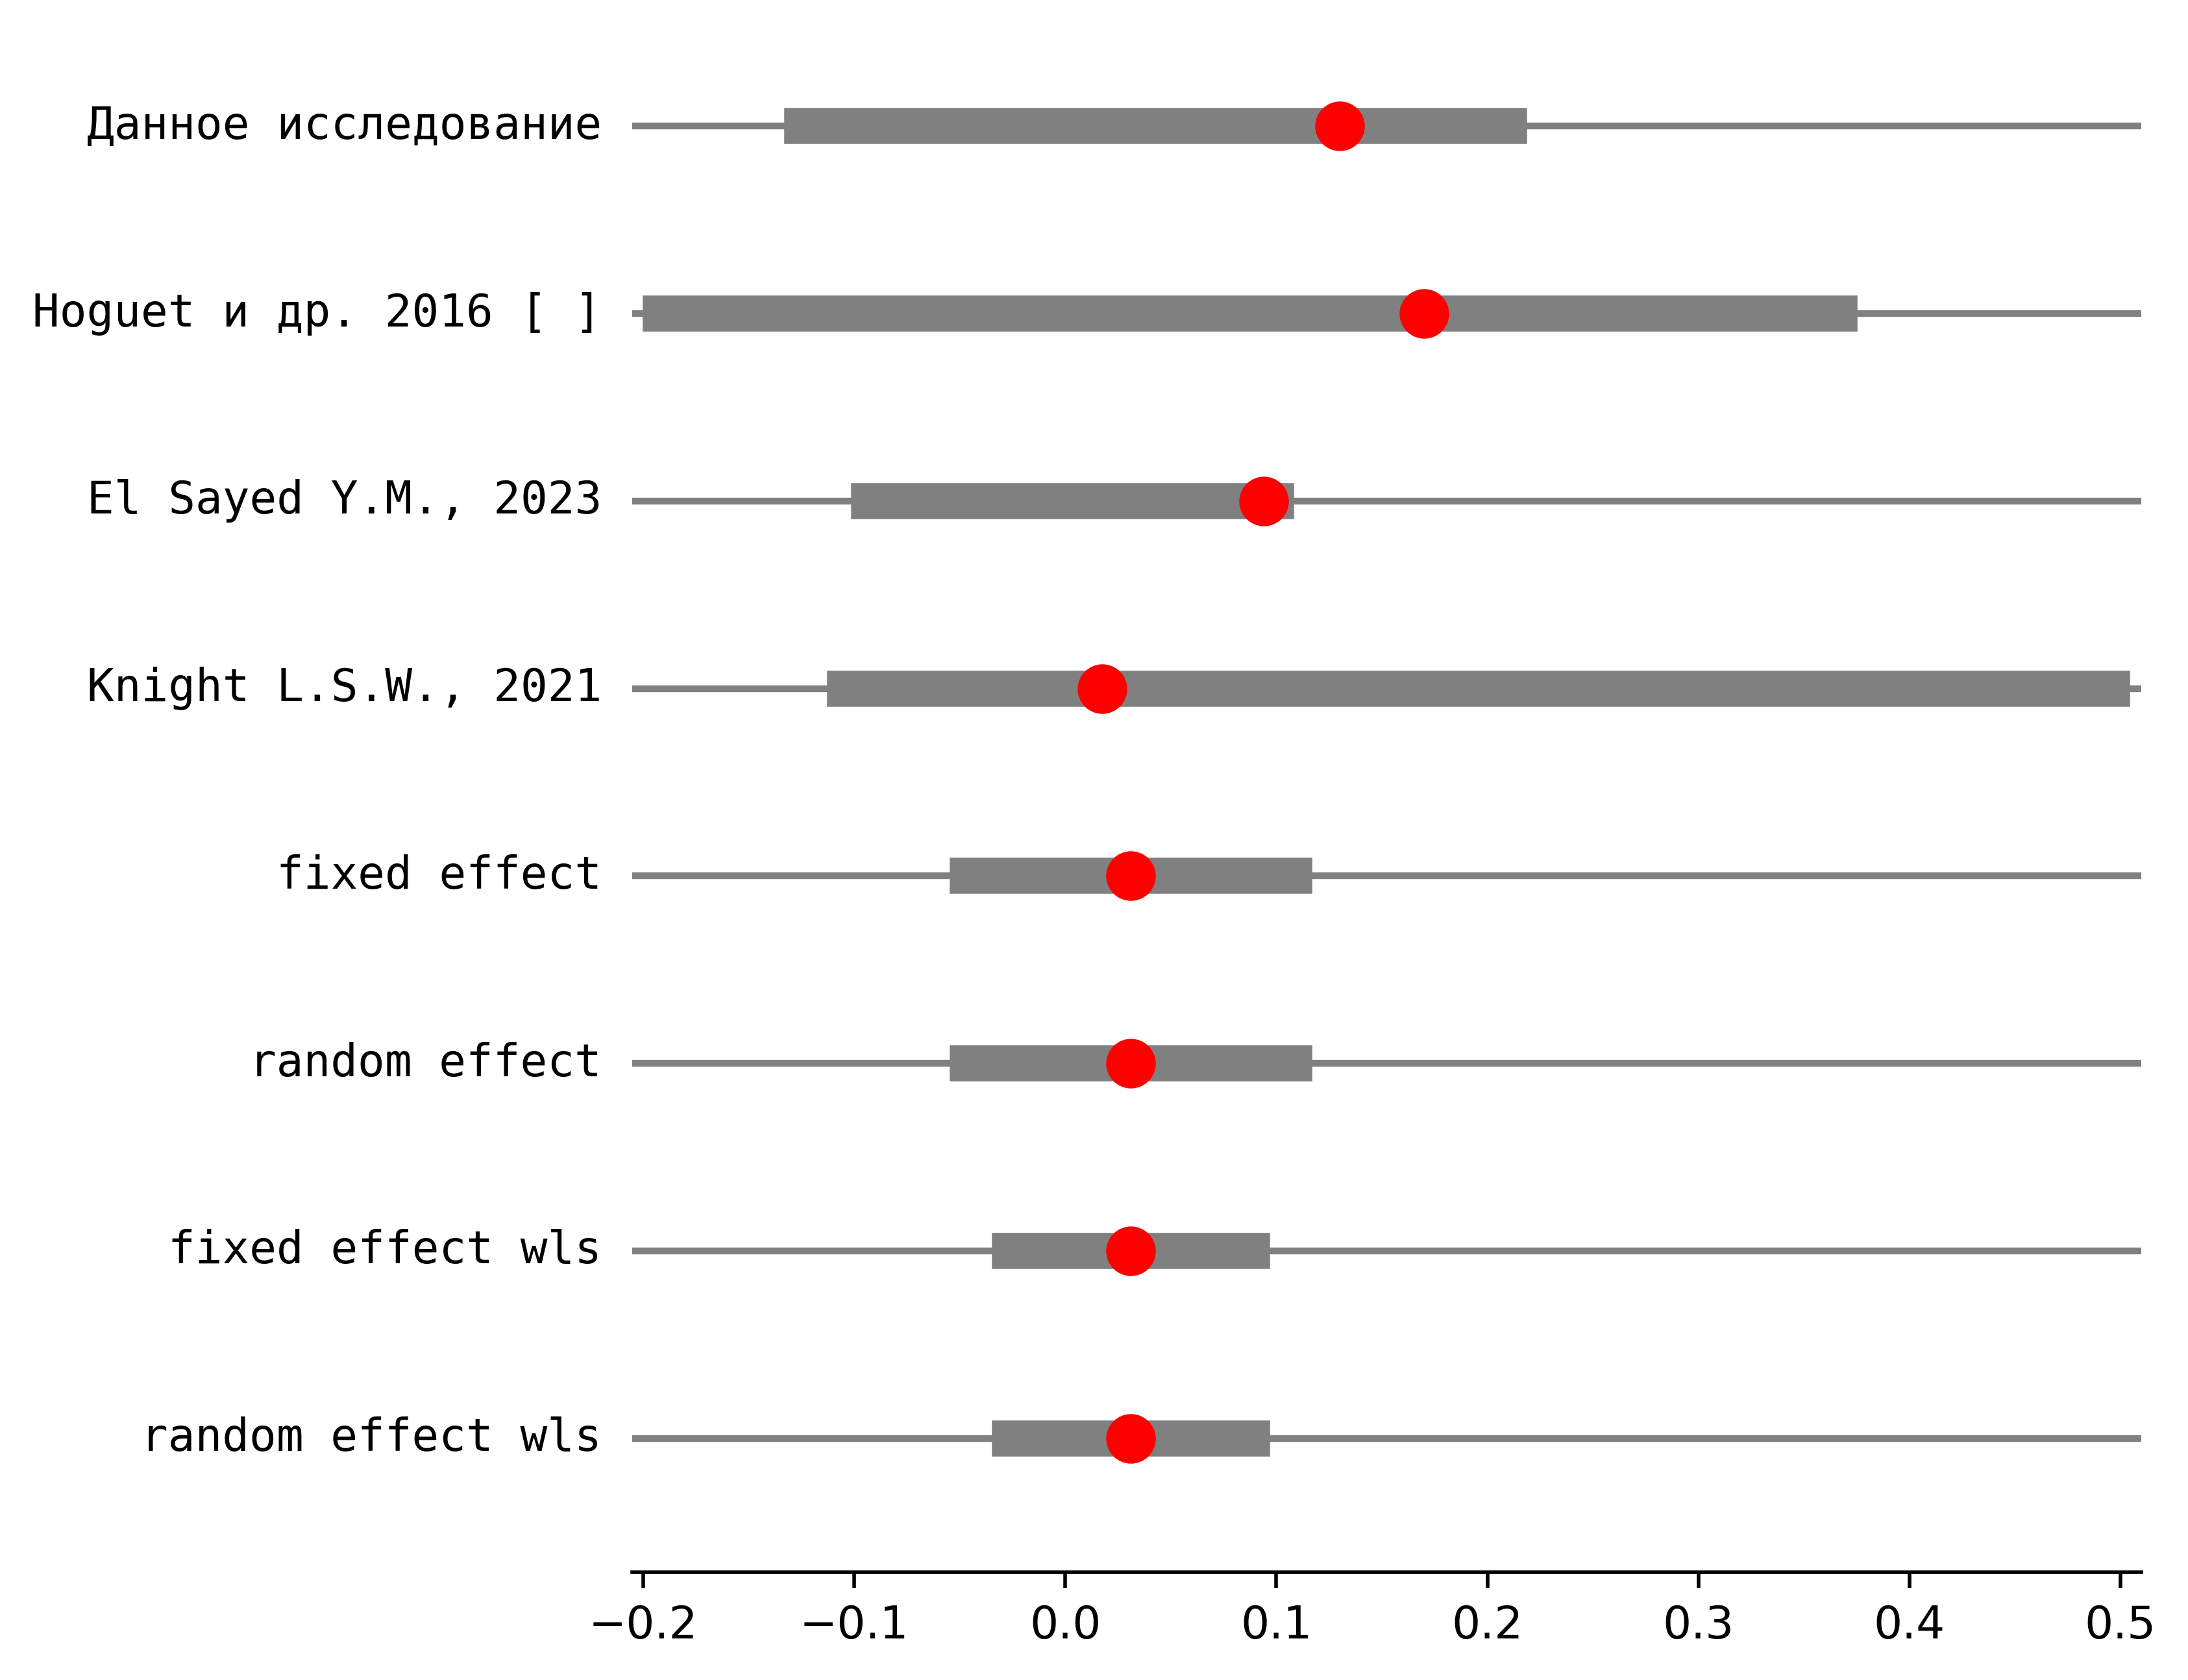 Данное исследование
Hoguet и др. 2016 [ ]
El Sayed Y.M., 2023
Knight L.S.W., 2021
fixed effect
random effect
fixed effect wls
random effect wls
−0.2 −0.1 0.0 0.1 0.2 0.3 0.4 0.5